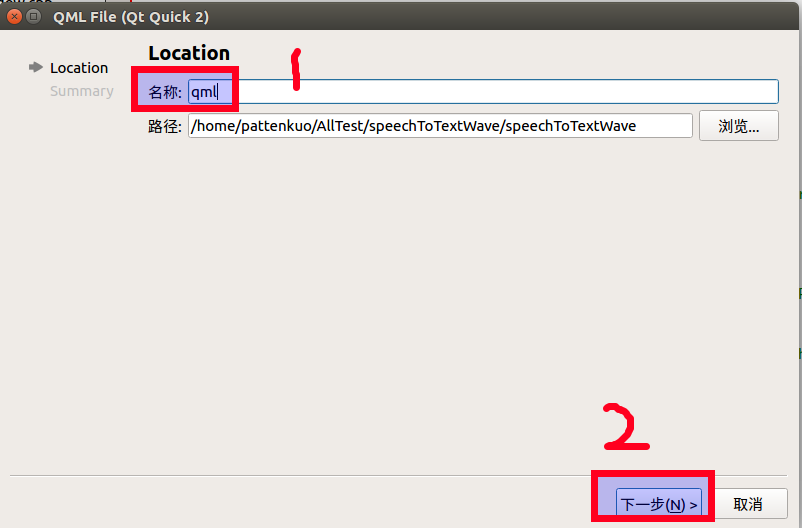 QML File (Qt Quick 2)
Location
Location
Summary
1
名称: qml
路径: /home/pattenkuo/AllTest/speechToTextWave/speechToTextWave
浏览...
2
下一步(N) >
取消